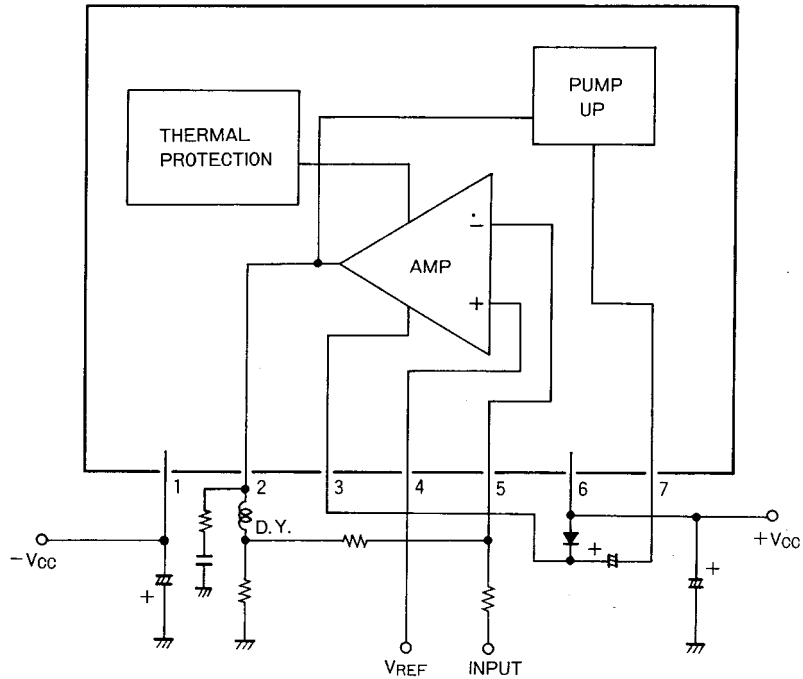 PUMP
UP
THERMAL
PROTECTION
−
AMP
+
1 2 3 4 5 6 7
D.Y.
−VCC
+
+
+
+VCC
VREF INPUT